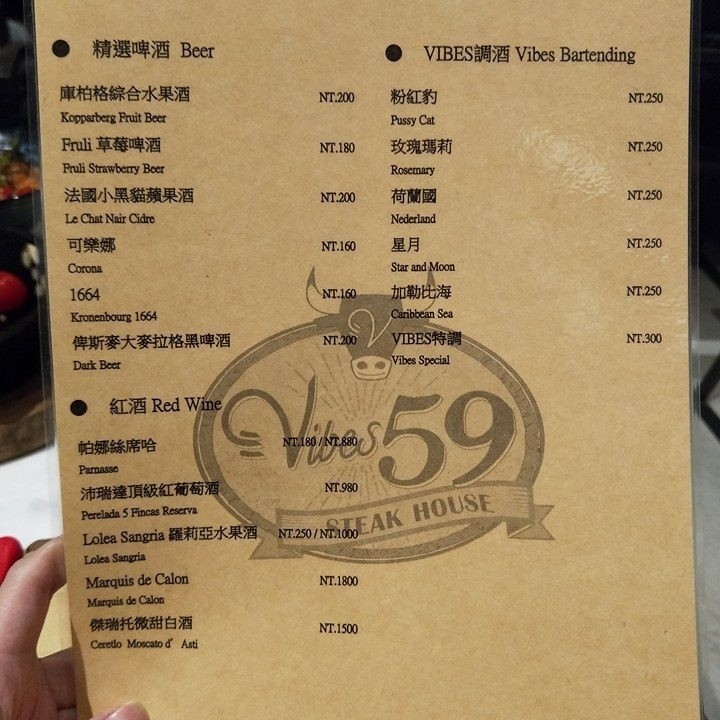 ● 精選啤酒 Beer
庫柏格綜合水果酒 NT.200
Kopparberg Fruit Beer
Fruli 草莓啤酒 NT.180
Fruli Strawberry Beer
法國小黑貓蘋果酒 NT.200
Le Chat Nair Cidre
可樂娜 NT.160
Corona
1664 NT.160
Kronenbourg 1664
俾斯麥大麥拉格黑啤酒 NT.200
Dark Beer
● 紅酒 Red Wine
帕娜絲席哈 NT.180 / NT.880
Parnasse
沛瑞達頂級紅葡萄酒 NT.980
Perelada 5 Fincas Reserva
Lolea Sangria 羅莉亞水果酒 NT.250 / NT.1000
Lolea Sangria
Marquis de Calon NT.1800
Marquis de Calon
傑瑞托微甜白酒 NT.1500
Ceretlo Moscato d' Asti
● VIBES調酒 Vibes Bartending
粉紅豹 NT.250
Pussy Cat
玫瑰瑪莉 NT.250
Rosemary
荷蘭國 NT.250
Nederland
星月 NT.250
Star and Moon
加勒比海 NT.250
Caribbean Sea
VIBES特調 NT.300
Vibes Special
Vibes 59
STEAK HOUSE